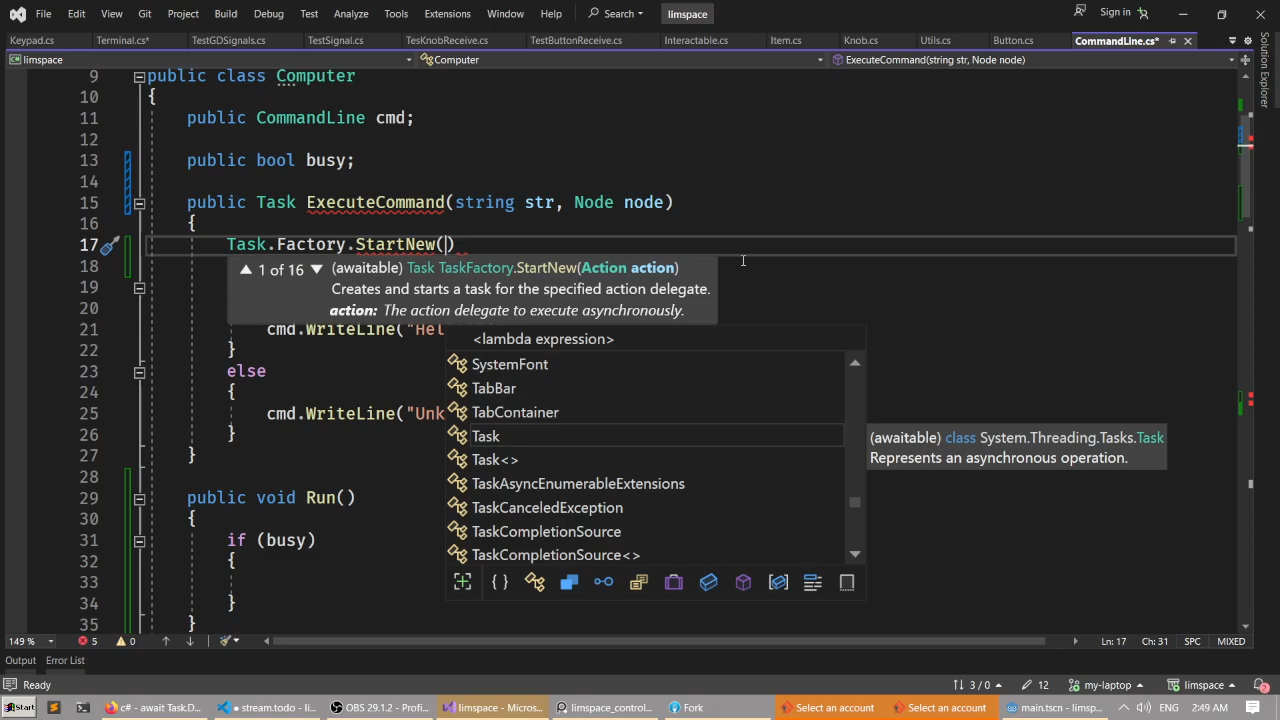 File Edit View Git Project Build Debug Test Analyze Tools Extensions Window Help Search limspace Sign in
Keypad.cs Terminal.cs* TestGDSignals.cs TestSignal.cs TesKnobReceive.cs TestButtonReceive.cs Interactable.cs Item.cs Knob.cs Utils.cs Button.cs CommandLine.cs*
limspace Computer ExecuteCommand(string str, Node node)
9 public class Computer
10 {
11 public CommandLine cmd;
12
13 public bool busy;
14
15 public Task ExecuteCommand(string str, Node node)
16 {
17 Task.Factory.StartNew()
18 1 of 16 (awaitable) Task TaskFactory.StartNew(Action action)
19 Creates and starts a task for the specified action delegate.
20 action: The action delegate to execute asynchronously.
21 cmd.WriteLine("Hel
<lambda expression>
22 }
SystemFont
23 else
TabBar
24 {
TabContainer
25 cmd.WriteLine("Unk
26 }
Task (awaitable) class System.Threading.Tasks.Task
27 }
Task<> Represents an asynchronous operation.
28
TaskAsyncEnumerableExtensions
29 public void Run()
TaskCanceledException
30 {
TaskCompletionSource
31 if (busy)
TaskCompletionSource<>
32 {
33
34 }
35 }
149 % 5 0 Ln: 17 Ch: 31 SPC MIXED
Output Error List
Ready 3 / 0 12 my-laptop limspace 2
Start c# - await Task.D... stream.todo - li... OBS 29.1.2 - Profi... limspace - Micros... limspace_control... Fork Select an account Select an account main.tscn - limsp... ENG 2:49 AM
Solution Explorer